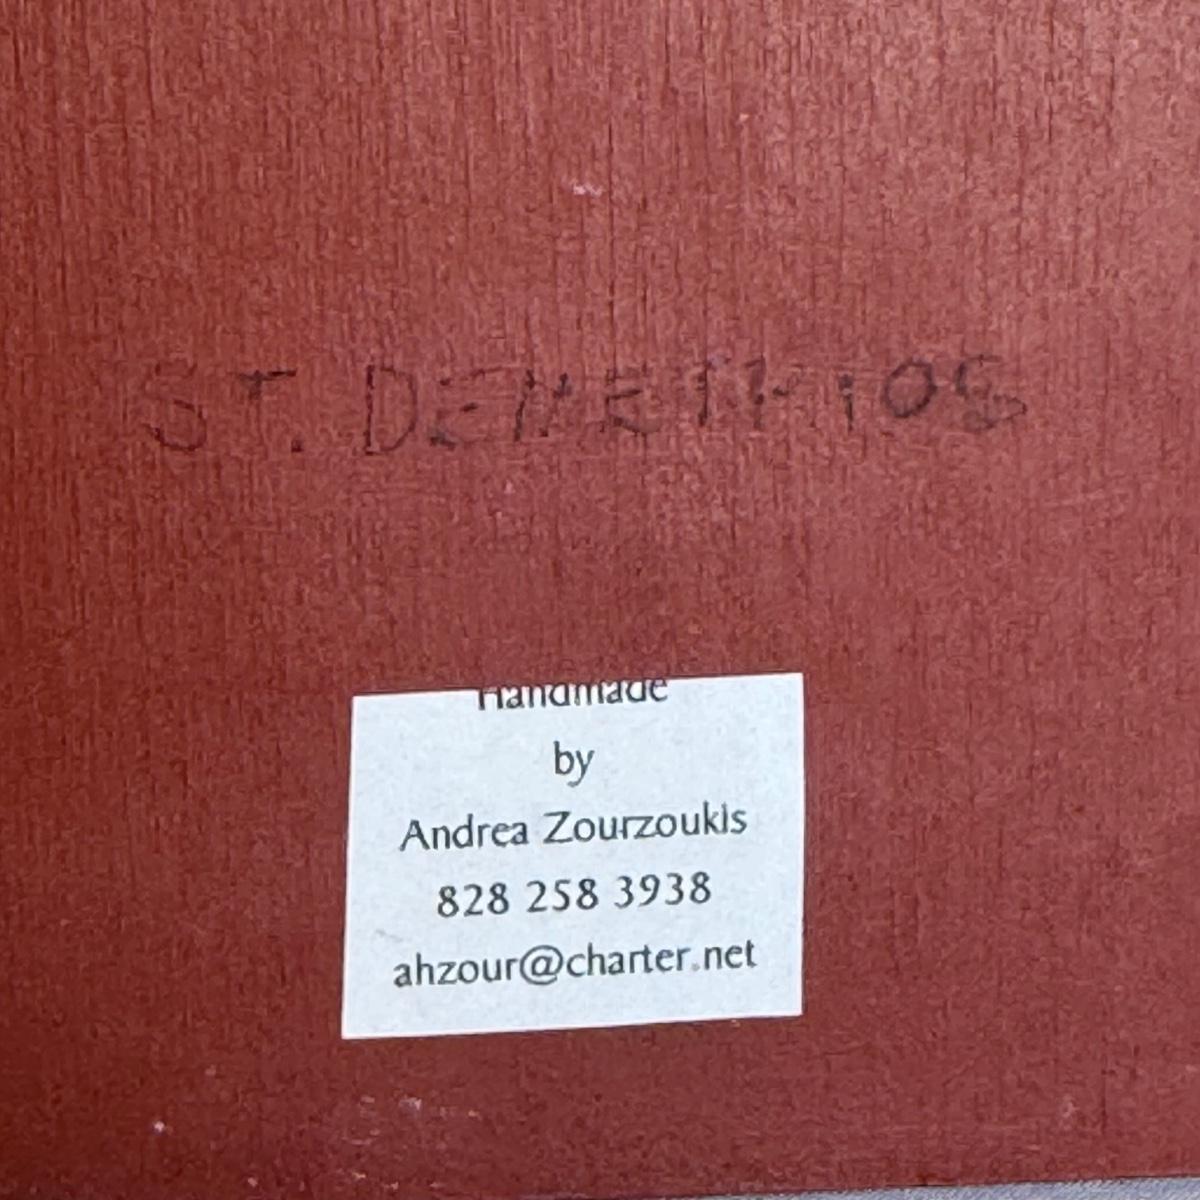 ST. DEMETRIOS
Handmade
by
Andrea Zourzoukis
828 258 3938
ahzour@charter.net